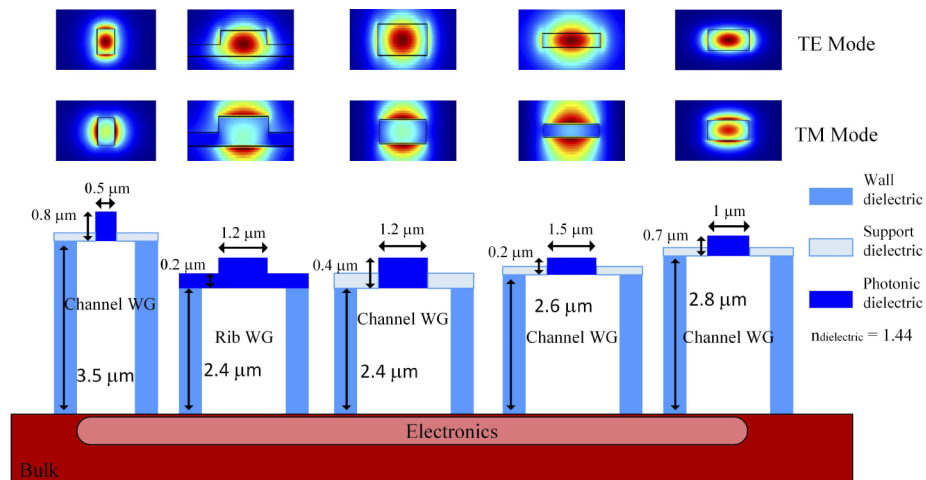 TE Mode
TM Mode
0.5 μm
0.8 μm
1.2 μm
0.2 μm
1.2 μm
0.4 μm
1.5 μm
0.2 μm
1 μm
0.7 μm
Wall
dielectric
Support
dielectric
Photonic
dielectric
ndielectric = 1.44
Channel WG
3.5 μm
Rib WG
2.4 μm
Channel WG
2.4 μm
2.6 μm
Channel WG
2.8 μm
Channel WG
Electronics
Bulk